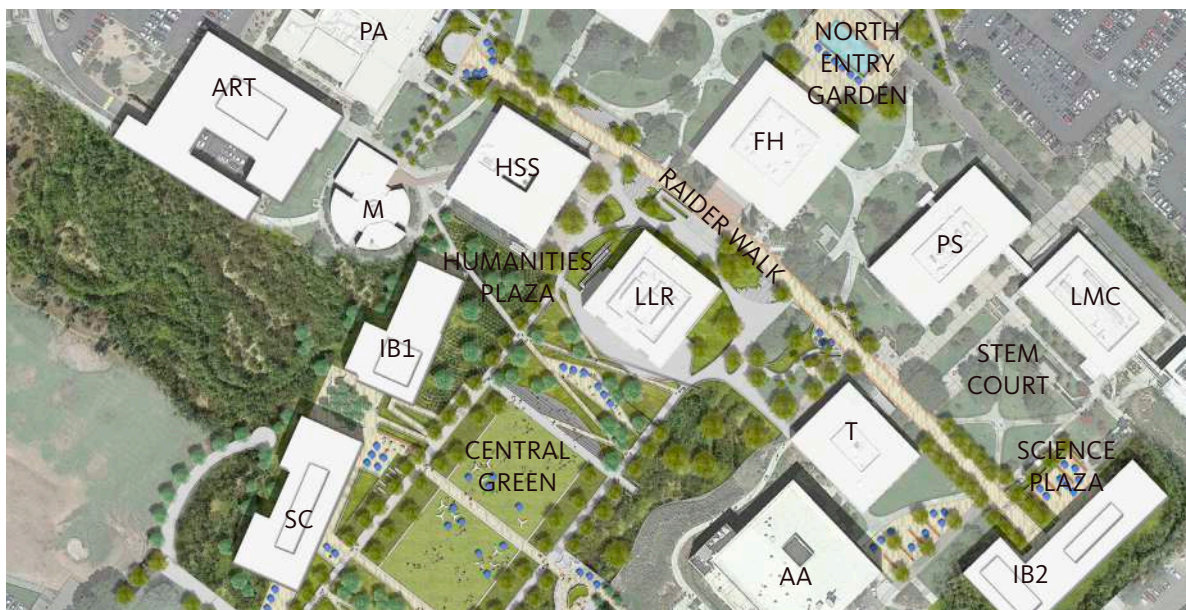 PA
NORTH
ENTRY
GARDEN
ART
FH
HSS
RAIDER WALK
M
PS
HUMANITIES
PLAZA
LLR
LMC
IB1
STEM
COURT
T
CENTRAL
GREEN
SCIENCE
PLAZA
SC
AA
IB2